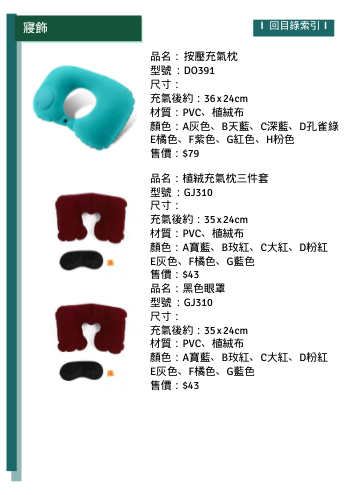 寢飾
I 回目錄索引 I
品名：按壓充氣枕
型號：DO391
尺寸：
充氣後約：36x24cm
材質：PVC、植絨布
顏色：A灰色、B天藍、C深藍、D孔雀綠
E橘色、F紫色、G紅色、H粉色
售價：$79
品名：植絨充氣枕三件套
型號：GJ310
尺寸：
充氣後約：35x24cm
材質：PVC、植絨布
顏色：A寶藍、B玫紅、C大紅、D粉紅
E灰色、F橘色、G藍色
售價：$43
品名：黑色眼罩
型號：GJ310
尺寸：
充氣後約：35x24cm
材質：PVC、植絨布
顏色：A寶藍、B玫紅、C大紅、D粉紅
E灰色、F橘色、G藍色
售價：$43